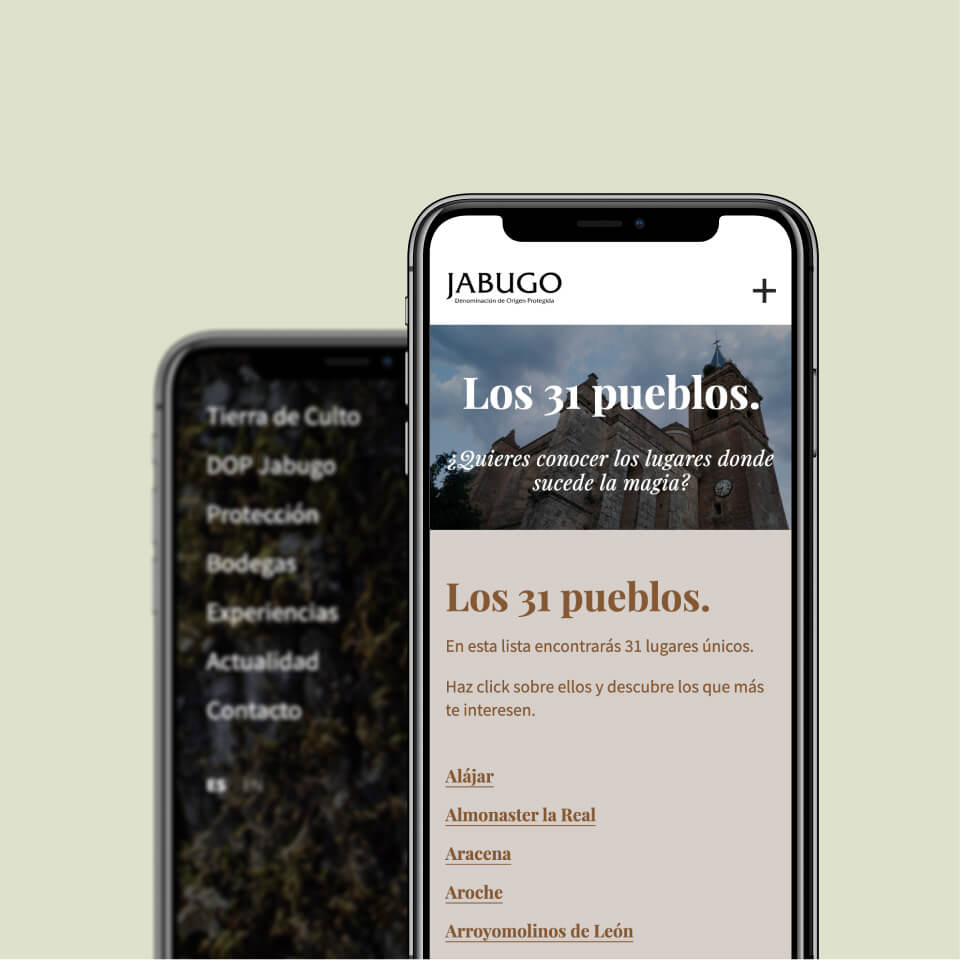 JABUGO
Denominación de Origen Protegida
Los 31 pueblos.
¿Quieres conocer los lugares donde
sucede la magia?
Los 31 pueblos.
En esta lista encontrarás 31 lugares únicos.
Haz click sobre ellos y descubre los que más
te interesen.
Alájar
Almonaster la Real
Aracena
Aroche
Arroyomolinos de León
Tierra de Culto
DOP Jabugo
Protección
Bodegas
Experiencias
Actualidad
Contacto
ES EN